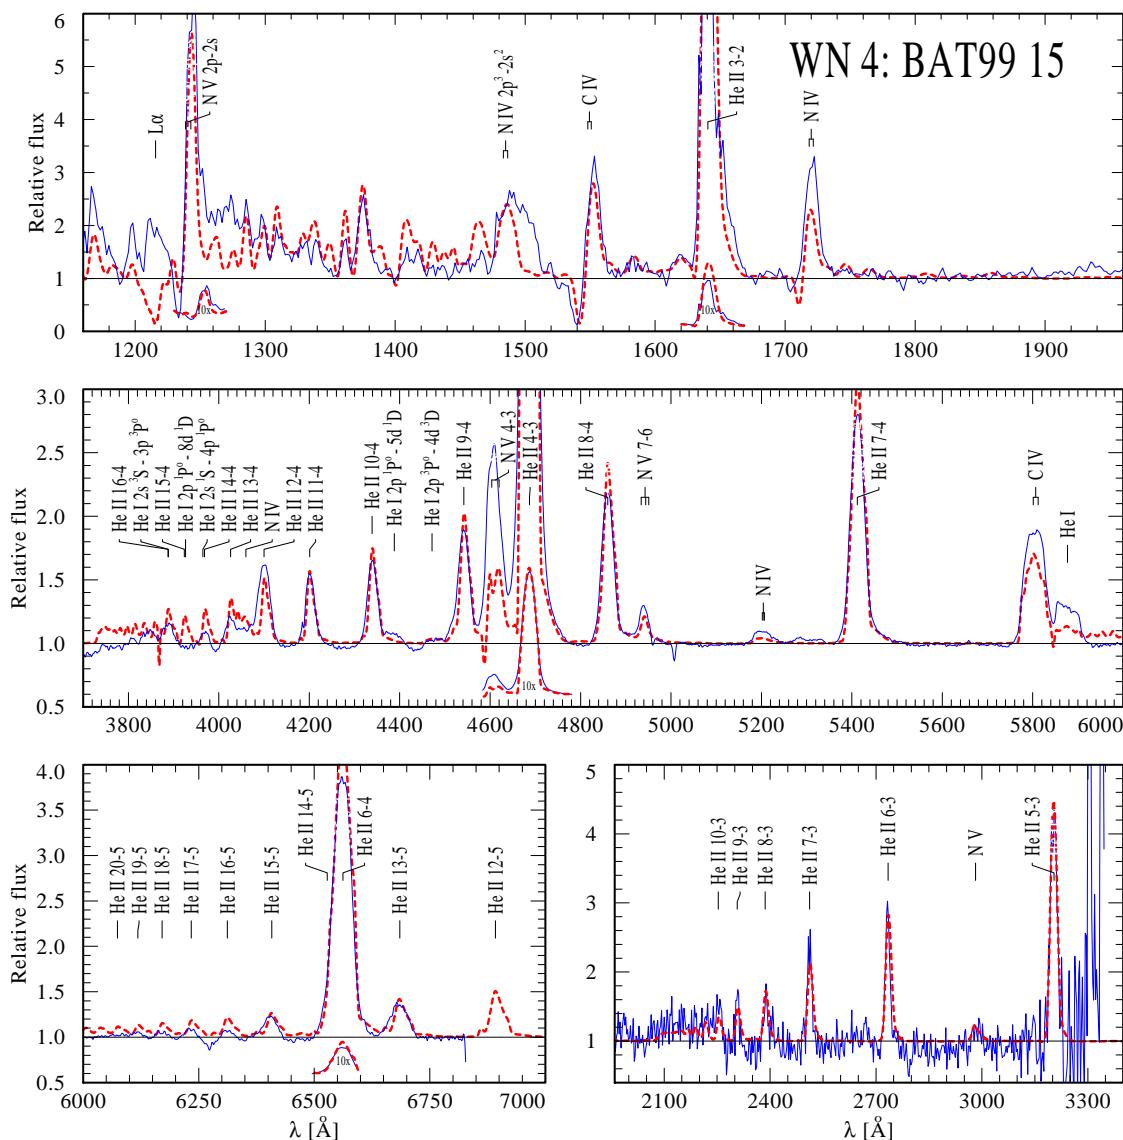 WN 4: BAT99 15
Relative flux
6
5
4
3
2
1
0
Lα
N V 2p-2s
N IV 2p³-2s²
C IV
He II 3-2
N IV
10x
10x
1200 1300 1400 1500 1600 1700 1800 1900
Relative flux
3.0
2.5
2.0
1.5
1.0
0.5
He II 16-4
He I 2s ³S - 3p ³Pᵒ
He II 15-4
He I 2p ¹Pᵒ - 8d ¹D
He I 2s ¹S - 4p ¹Pᵒ
He II 14-4
He II 13-4
N IV
He II 12-4
He II 11-4
He II 10-4
He I 2p ¹Pᵒ - 5d ¹D
He I 2p ³Pᵒ - 4d ³D
He II 9-4
N V 4-3
He II 4-3
He II 8-4
N V 7-6
N IV
He II 7-4
C IV
He I
10x
3800 4000 4200 4400 4600 4800 5000 5200 5400 5600 5800 6000
Relative flux
4.0
3.5
3.0
2.5
2.0
1.5
1.0
0.5
He II 20-5
He II 19-5
He II 18-5
He II 17-5
He II 16-5
He II 15-5
He II 14-5
He II 6-4
He II 13-5
He II 12-5
10x
6000 6250 6500 6750 7000
λ [Å]
5
4
3
2
1
He II 10-3
He II 9-3
He II 8-3
He II 7-3
He II 6-3
N V
He II 5-3
2100 2400 2700 3000 3300
λ [Å]